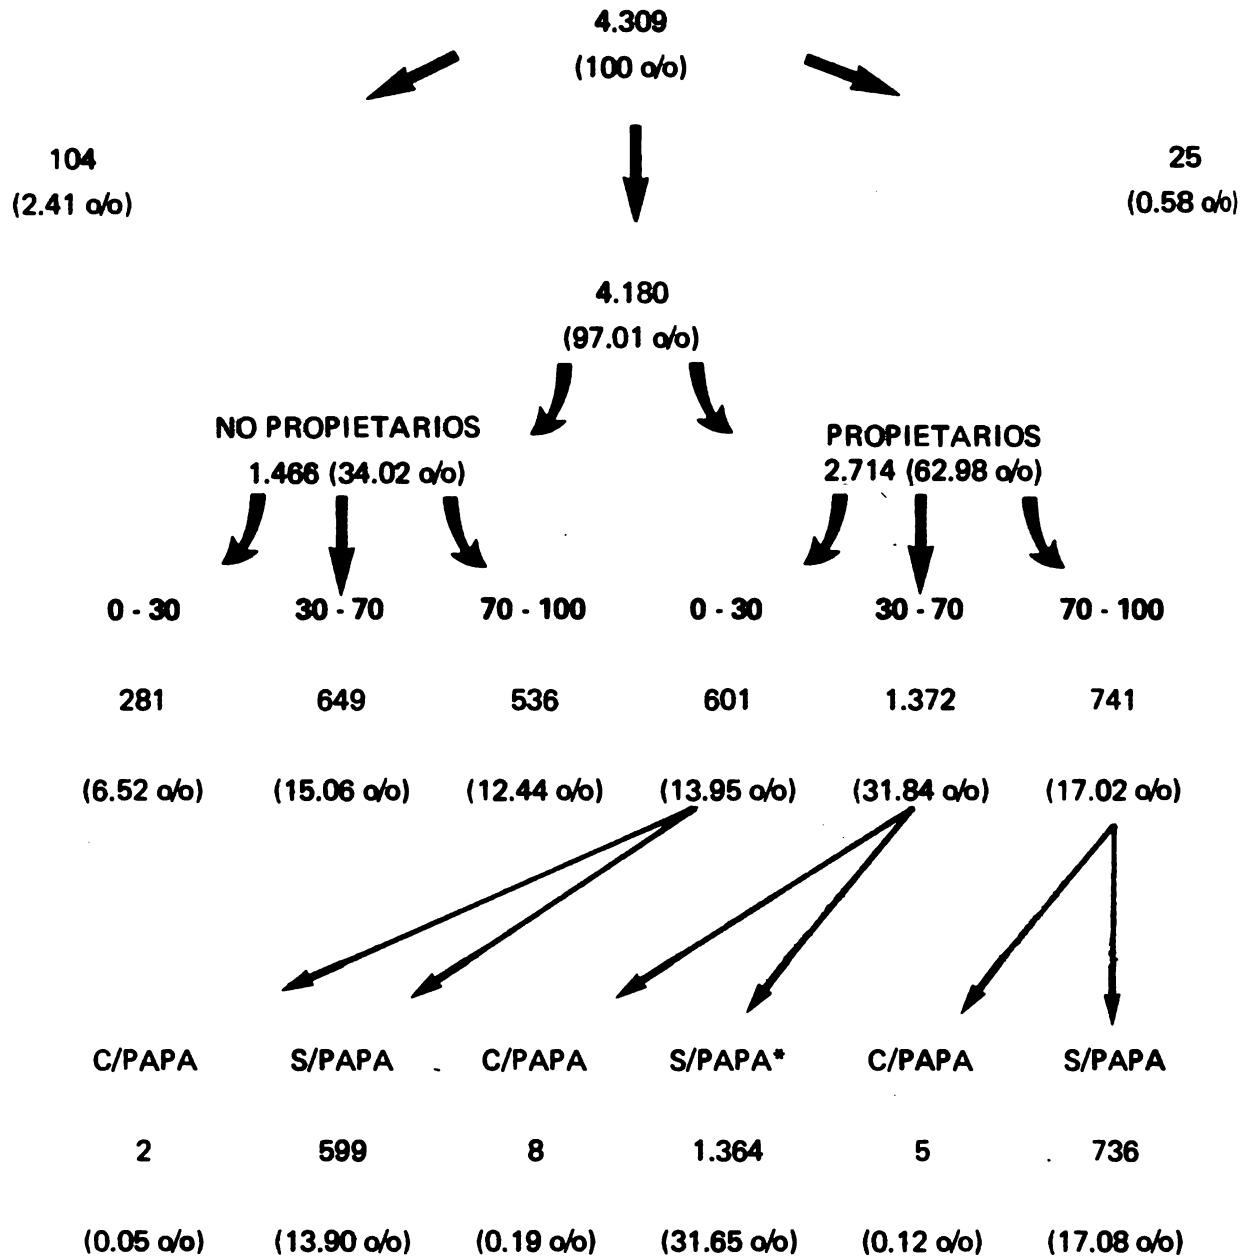 4.309
(100 o/o)
104
(2.41 o/o)
25
(0.58 o/o)
4.180
(97.01 o/o)
NO PROPIETARIOS
1.466 (34.02 o/o)
PROPIETARIOS
2.714 (62.98 o/o)
0 - 30 30 - 70 70 - 100 0 - 30 30 - 70 70 - 100
281 649 536 601 1.372 741
(6.52 o/o) (15.06 o/o) (12.44 o/o) (13.95 o/o) (31.84 o/o) (17.02 o/o)
C/PAPA S/PAPA C/PAPA S/PAPA* C/PAPA S/PAPA
2 599 8 1.364 5 736
(0.05 o/o) (13.90 o/o) (0.19 o/o) (31.65 o/o) (0.12 o/o) (17.08 o/o)